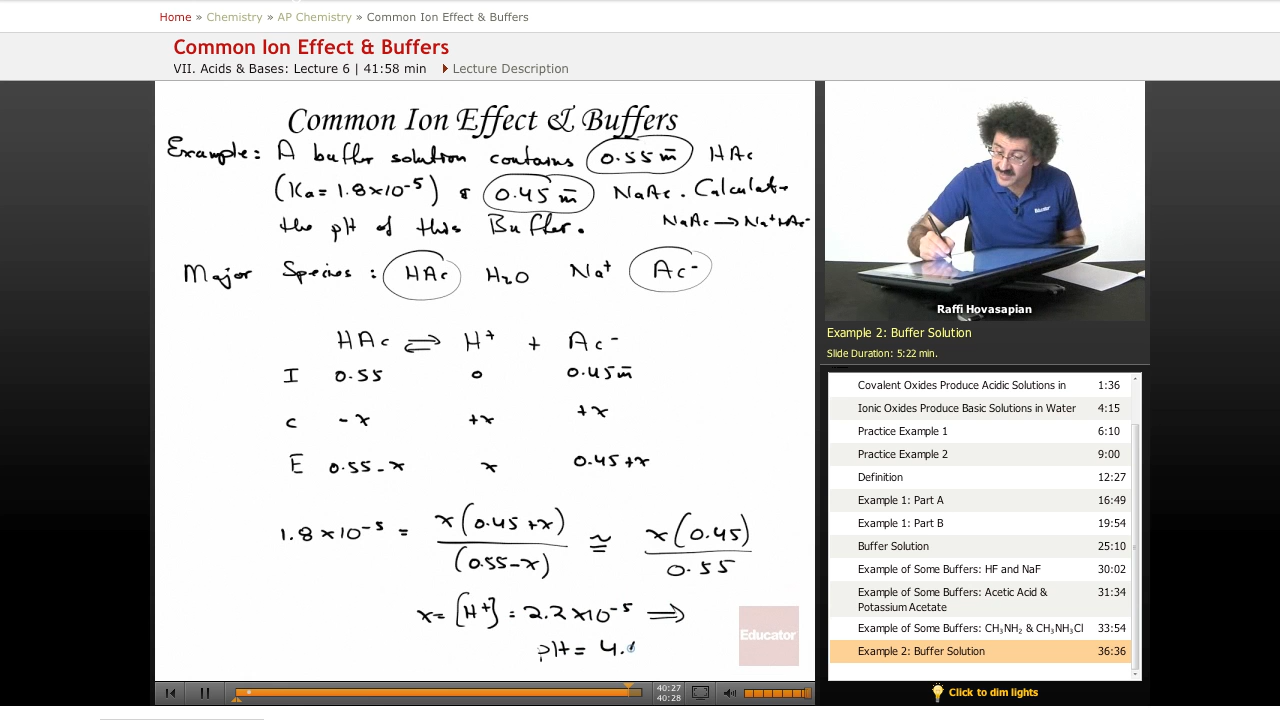 Home » Chemistry » AP Chemistry » Common Ion Effect & Buffers
Common Ion Effect & Buffers
VII. Acids & Bases: Lecture 6 | 41:58 min Lecture Description
Common Ion Effect & Buffers
Example: A buffer solution contains 0.55 m̄ HAc
(Ka = 1.8×10⁻⁵) & 0.45 m̄ NaAc. Calculate
the pH of this Buffer. NaAc → Na⁺+Ac⁻
Major Species: HAc H₂O Na⁺ Ac⁻
HAc ⇌ H⁺ + Ac⁻
I 0.55 0 0.45 m̄
C -x +x +x
E 0.55-x x 0.45+x
1.8×10⁻⁵ = x(0.45+x)/(0.55-x) ≅ x(0.45)/0.55
x = [H⁺] = 2.2×10⁻⁵ ⟹
pH = 4.
Educator
Educator
Raffi Hovasapian
Example 2: Buffer Solution
Slide Duration: 5:22 min.
Covalent Oxides Produce Acidic Solutions in 1:36
Ionic Oxides Produce Basic Solutions in Water 4:15
Practice Example 1 6:10
Practice Example 2 9:00
Definition 12:27
Example 1: Part A 16:49
Example 1: Part B 19:54
Buffer Solution 25:10
Example of Some Buffers: HF and NaF 30:02
Example of Some Buffers: Acetic Acid & 31:34
Potassium Acetate
Example of Some Buffers: CH₃NH₂ & CH₃NH₃Cl 33:54
Example 2: Buffer Solution 36:36
40:27
40:28
Click to dim lights